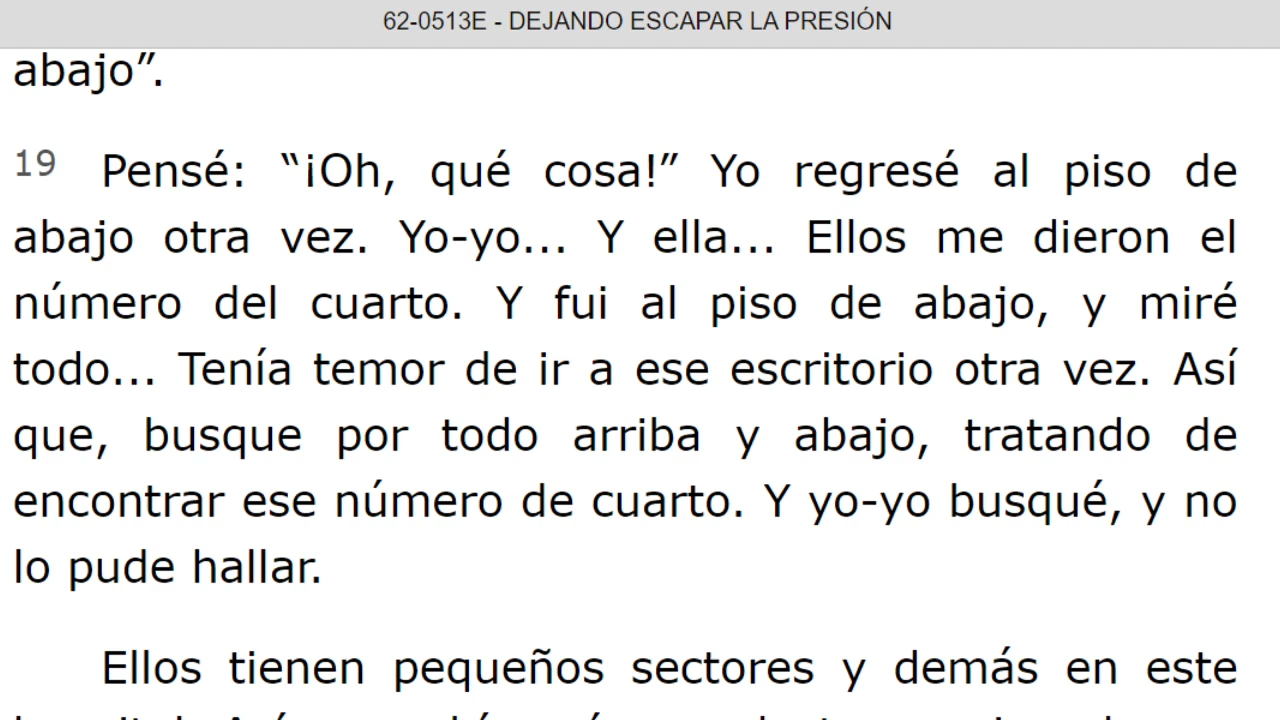 62-0513E - DEJANDO ESCAPAR LA PRESIÓN
abajo”.
19 Pensé: “¡Oh, qué cosa!” Yo regresé al piso de
abajo otra vez. Yo-yo... Y ella... Ellos me dieron el
número del cuarto. Y fui al piso de abajo, y miré
todo... Tenía temor de ir a ese escritorio otra vez. Así
que, busque por todo arriba y abajo, tratando de
encontrar ese número de cuarto. Y yo-yo busqué, y no
lo pude hallar.
Ellos tienen pequeños sectores y demás en este